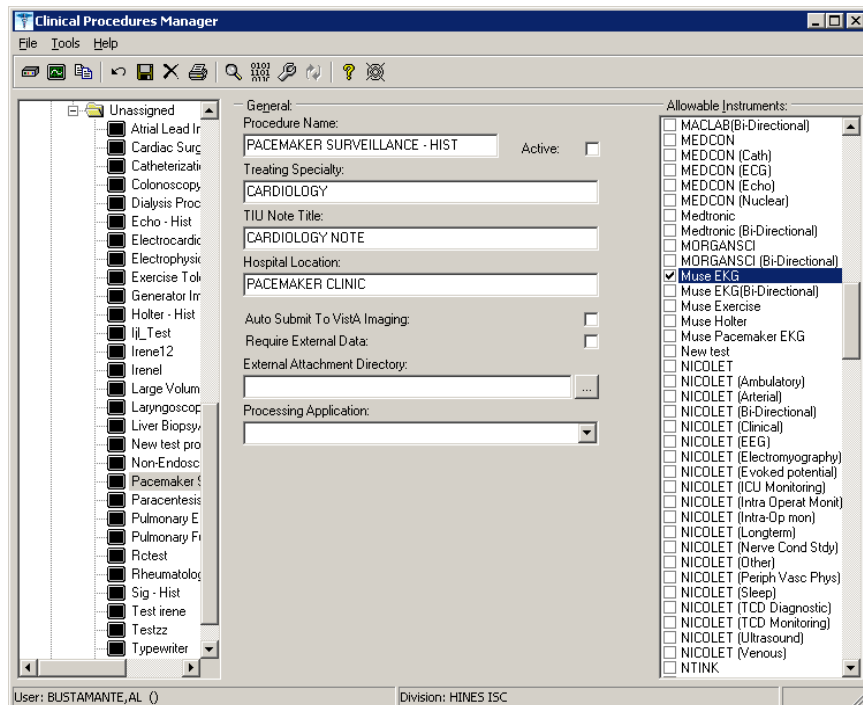 Clinical Procedures Manager
File Tools Help
Unassigned
Atrial Lead Ir
Cardiac Surg
Catheterizati
Colonoscopy
Dialysis Proc
Echo - Hist
Electrocardic
Electrophysic
Exercise Tole
Generator Im
Holter - Hist
ljl_Test
Irene12
Irenel
Large Volum
Laryngoscop
Liver Biopsy/
New test pro
Non-Endosc
Pacemaker S
Paracentesis
Pulmonary E
Pulmonary Fu
Rctest
Rheumatolog
Sig - Hist
Test irene
Testzz
Typewriter
General:
Procedure Name:
PACEMAKER SURVEILLANCE - HIST
Active:
Treating Specialty:
CARDIOLOGY
TIU Note Title:
CARDIOLOGY NOTE
Hospital Location:
PACEMAKER CLINIC
Auto Submit To VistA Imaging:
Require External Data:
External Attachment Directory:
...
Processing Application:
Allowable Instruments:
MACLAB(Bi-Directional)
MEDCON
MEDCON (Cath)
MEDCON (ECG)
MEDCON (Echo)
MEDCON (Nuclear)
Medtronic
Medtronic (Bi-Directional)
MORGANSCI
MORGANSCI (Bi-Directional)
Muse EKG
Muse EKG(Bi-Directional)
Muse Exercise
Muse Holter
Muse Pacemaker EKG
New test
NICOLET
NICOLET (Ambulatory)
NICOLET (Arterial)
NICOLET (Bi-Directional)
NICOLET (Clinical)
NICOLET (EEG)
NICOLET (Electromyography)
NICOLET (Evoked potential)
NICOLET (ICU Monitoring)
NICOLET (Intra Operat Monit)
NICOLET (Intra-Op mon)
NICOLET (Longterm)
NICOLET (Nerve Cond Stdy)
NICOLET (Other)
NICOLET (Periph Vasc Phys)
NICOLET (Sleep)
NICOLET (TCD Diagnostic)
NICOLET (TCD Monitoring)
NICOLET (Ultrasound)
NICOLET (Venous)
NTINK
User: BUSTAMANTE,AL ()
Division: HINES ISC